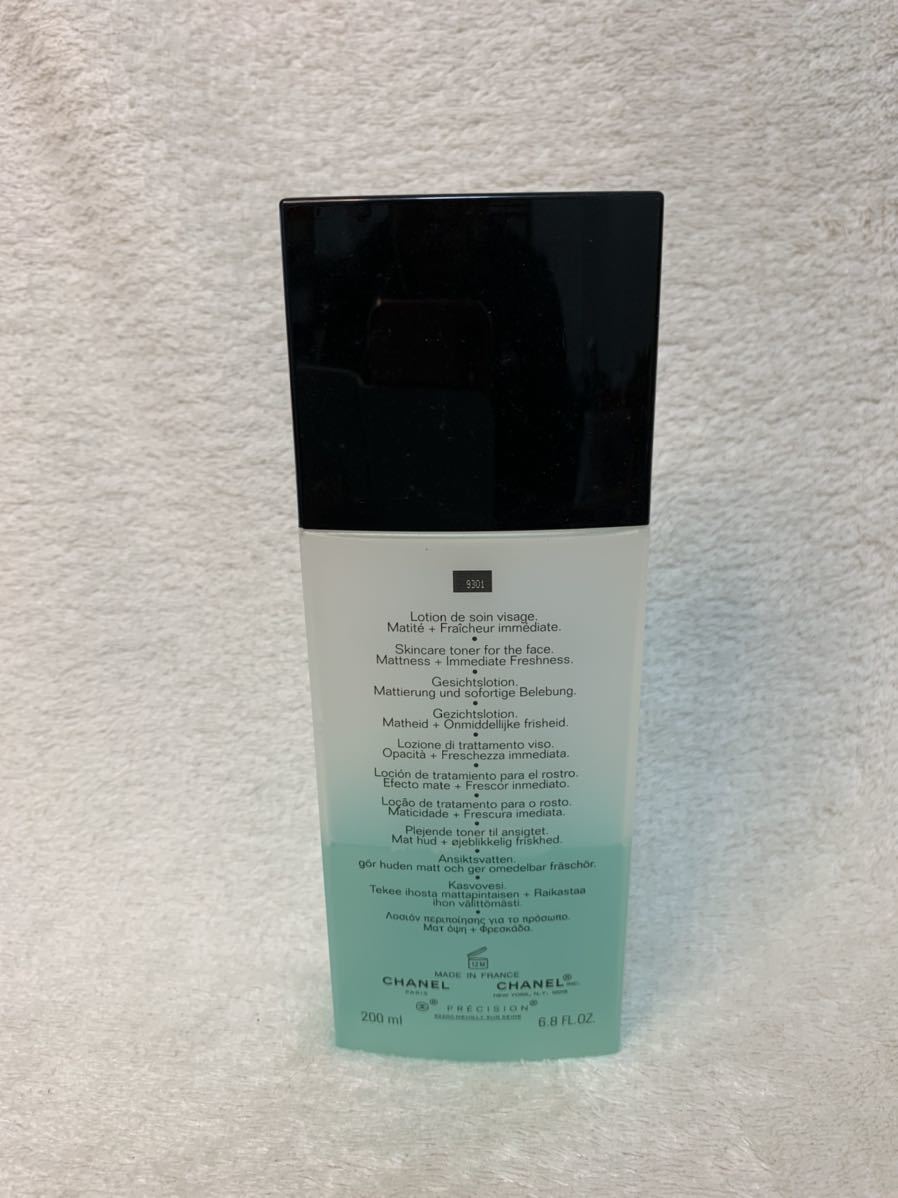 9301
Lotion de soin visage.
Matité + Fraîcheur immédiate.
•
Skincare toner for the face.
Mattness + Immediate Freshness.
•
Gesichtslotion.
Mattierung und sofortige Belebung.
•
Gezichtslotion.
Matheid + Onmiddellijke frisheid.
•
Lozione di trattamento viso.
Opacità + Freschezza immediata.
•
Loción de tratamiento para el rostro.
Efecto mate + Frescor inmediato.
•
Loção de tratamento para o rosto.
Maticidade + Frescura imediata.
•
Plejende toner til ansigtet.
Mat hud + øjeblikkelig friskhed.
•
Ansiktsvatten.
gör huden matt och ger omedelbar fräschör.
•
Kasvovesi.
Tekee ihosta mattapintaisen + Raikastaa
ihon välittömästi.
•
Λοσιόν περιποίησης για το πρόσωπο.
Ματ όψη + Φρεσκάδα.
12 M
MADE IN FRANCE
CHANEL CHANEL® INC.
PARIS NEW YORK, N.Y.
® PRÉCISION®
200 ml NEUILLY SUR SEINE 6.8 FL.OZ.